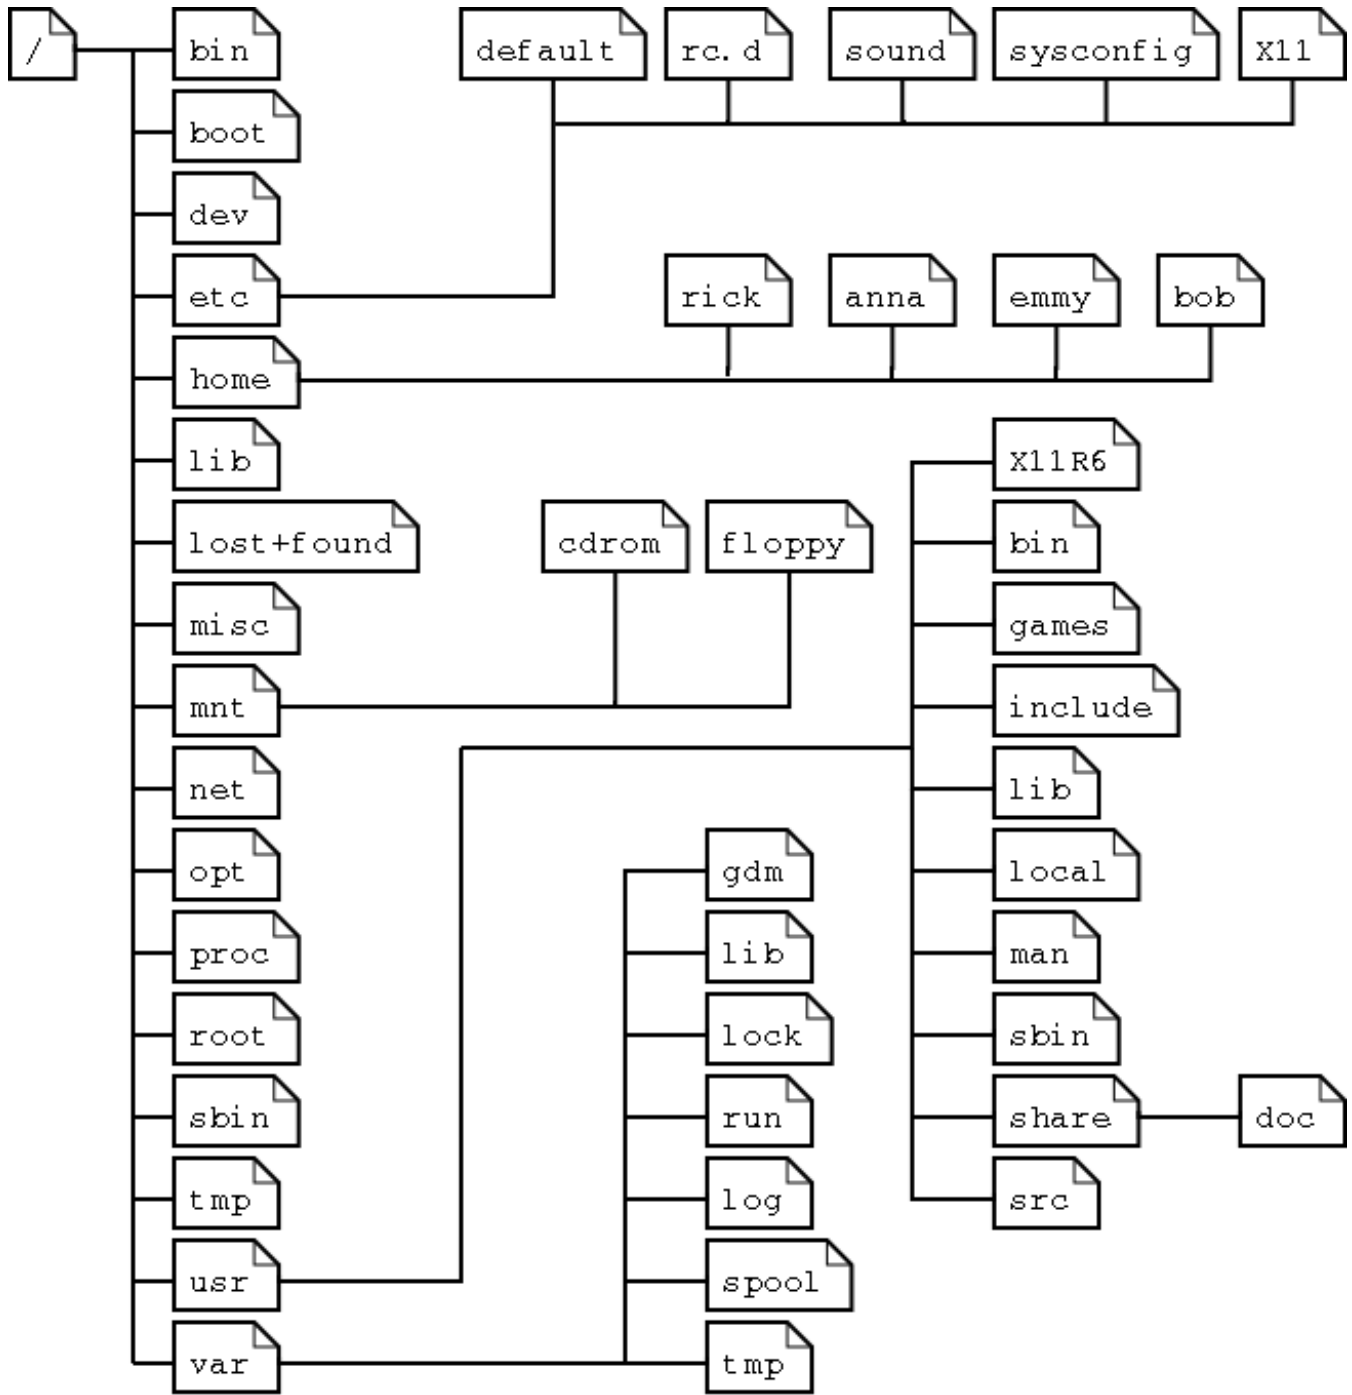 / bin default rc.d sound sysconfig X11
boot
dev
etc rick anna emmy bob
home
lib X11R6
lost+found cdrom floppy bin
misc games
mnt include
net lib
opt gdm local
proc lib man
root lock sbin
sbin run share doc
tmp log src
usr spool
var tmp